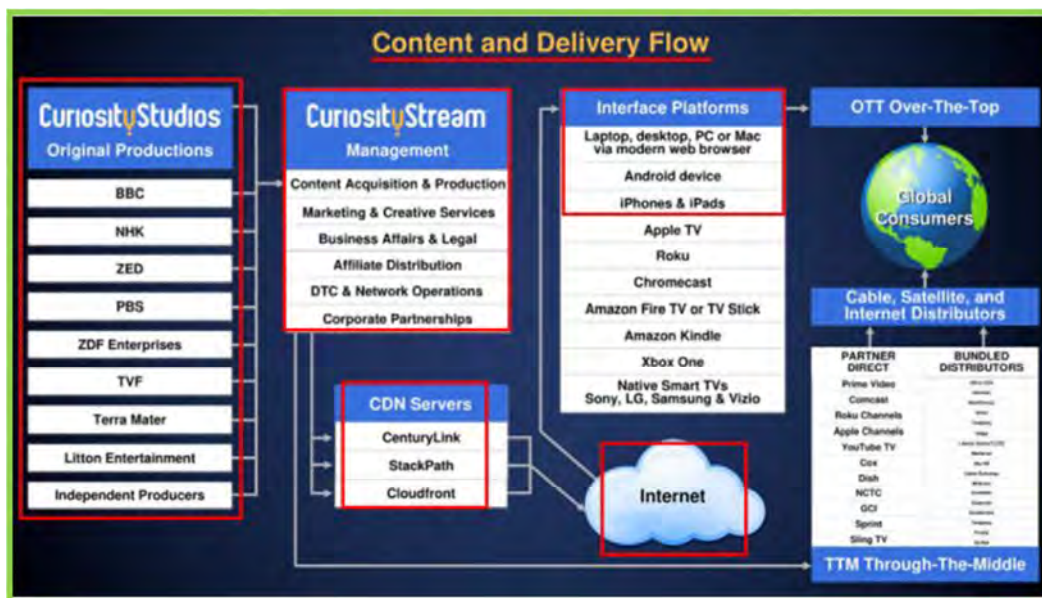 Content and Delivery Flow
CuriosityStudios
Original Productions
BBC
NHK
ZED
PBS
ZDF Enterprises
TVF
Terra Mater
Litton Entertainment
Independent Producers
CuriosityStream
Management
Content Acquisition & Production
Marketing & Creative Services
Business Affairs & Legal
Affiliate Distribution
DTC & Network Operations
Corporate Partnerships
CDN Servers
CenturyLink
StackPath
Cloudfront
Internet
Interface Platforms
Laptop, desktop, PC or Mac
via modern web browser
Android device
iPhones & iPads
Apple TV
Roku
Chromecast
Amazon Fire TV or TV Stick
Amazon Kindle
Xbox One
Native Smart TVs
Sony, LG, Samsung & Vizio
OTT Over-The-Top
Global
Consumers
Cable, Satellite, and
Internet Distributors
PARTNER
DIRECT
Prime Video
Comcast
Roku Channels
Apple Channels
YouTube TV
Cox
Dish
NCTC
GCI
Sprint
Sling TV
BUNDLED
DISTRIBUTORS
TTM Through-The-Middle